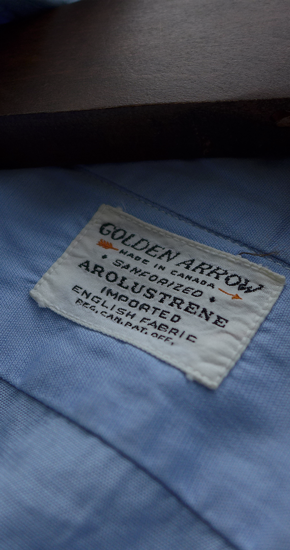 GOLDEN ARROW
MADE IN CANADA
• SANFORIZED •
AROLUSTRENE
IMPORTED
ENGLISH FABRIC
REG. CAN. PAT. OFF.